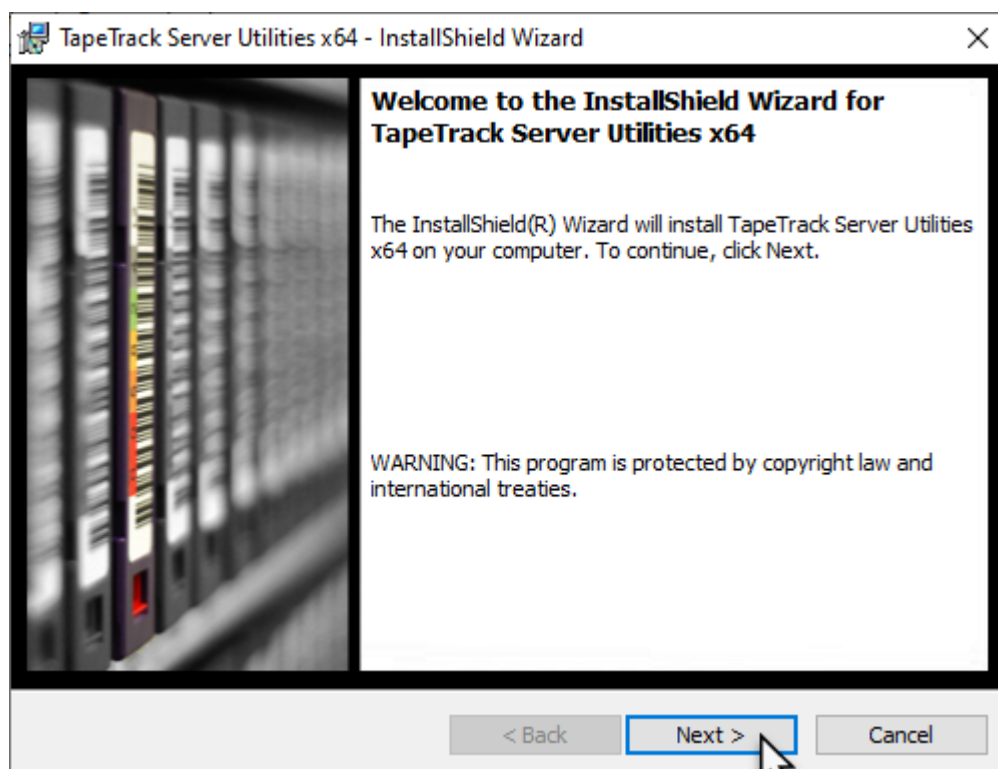 TapeTrack Server Utilities x64 - InstallShield Wizard
Welcome to the InstallShield Wizard for
TapeTrack Server Utilities x64
The InstallShield(R) Wizard will install TapeTrack Server Utilities
x64 on your computer. To continue, click Next.
WARNING: This program is protected by copyright law and
international treaties.
< Back
Next >
Cancel